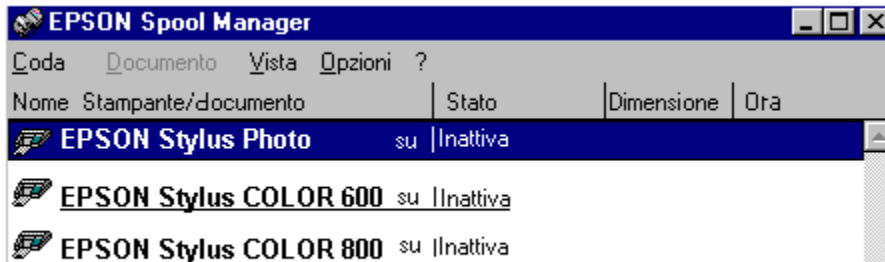 EPSON Spool Manager
Coda Documento Vista Opzioni ?
Nome Stampante/documento Stato Dimensione Ora
EPSON Stylus Photo su Inattiva
EPSON Stylus COLOR 600 su Inattiva
EPSON Stylus COLOR 800 su Inattiva